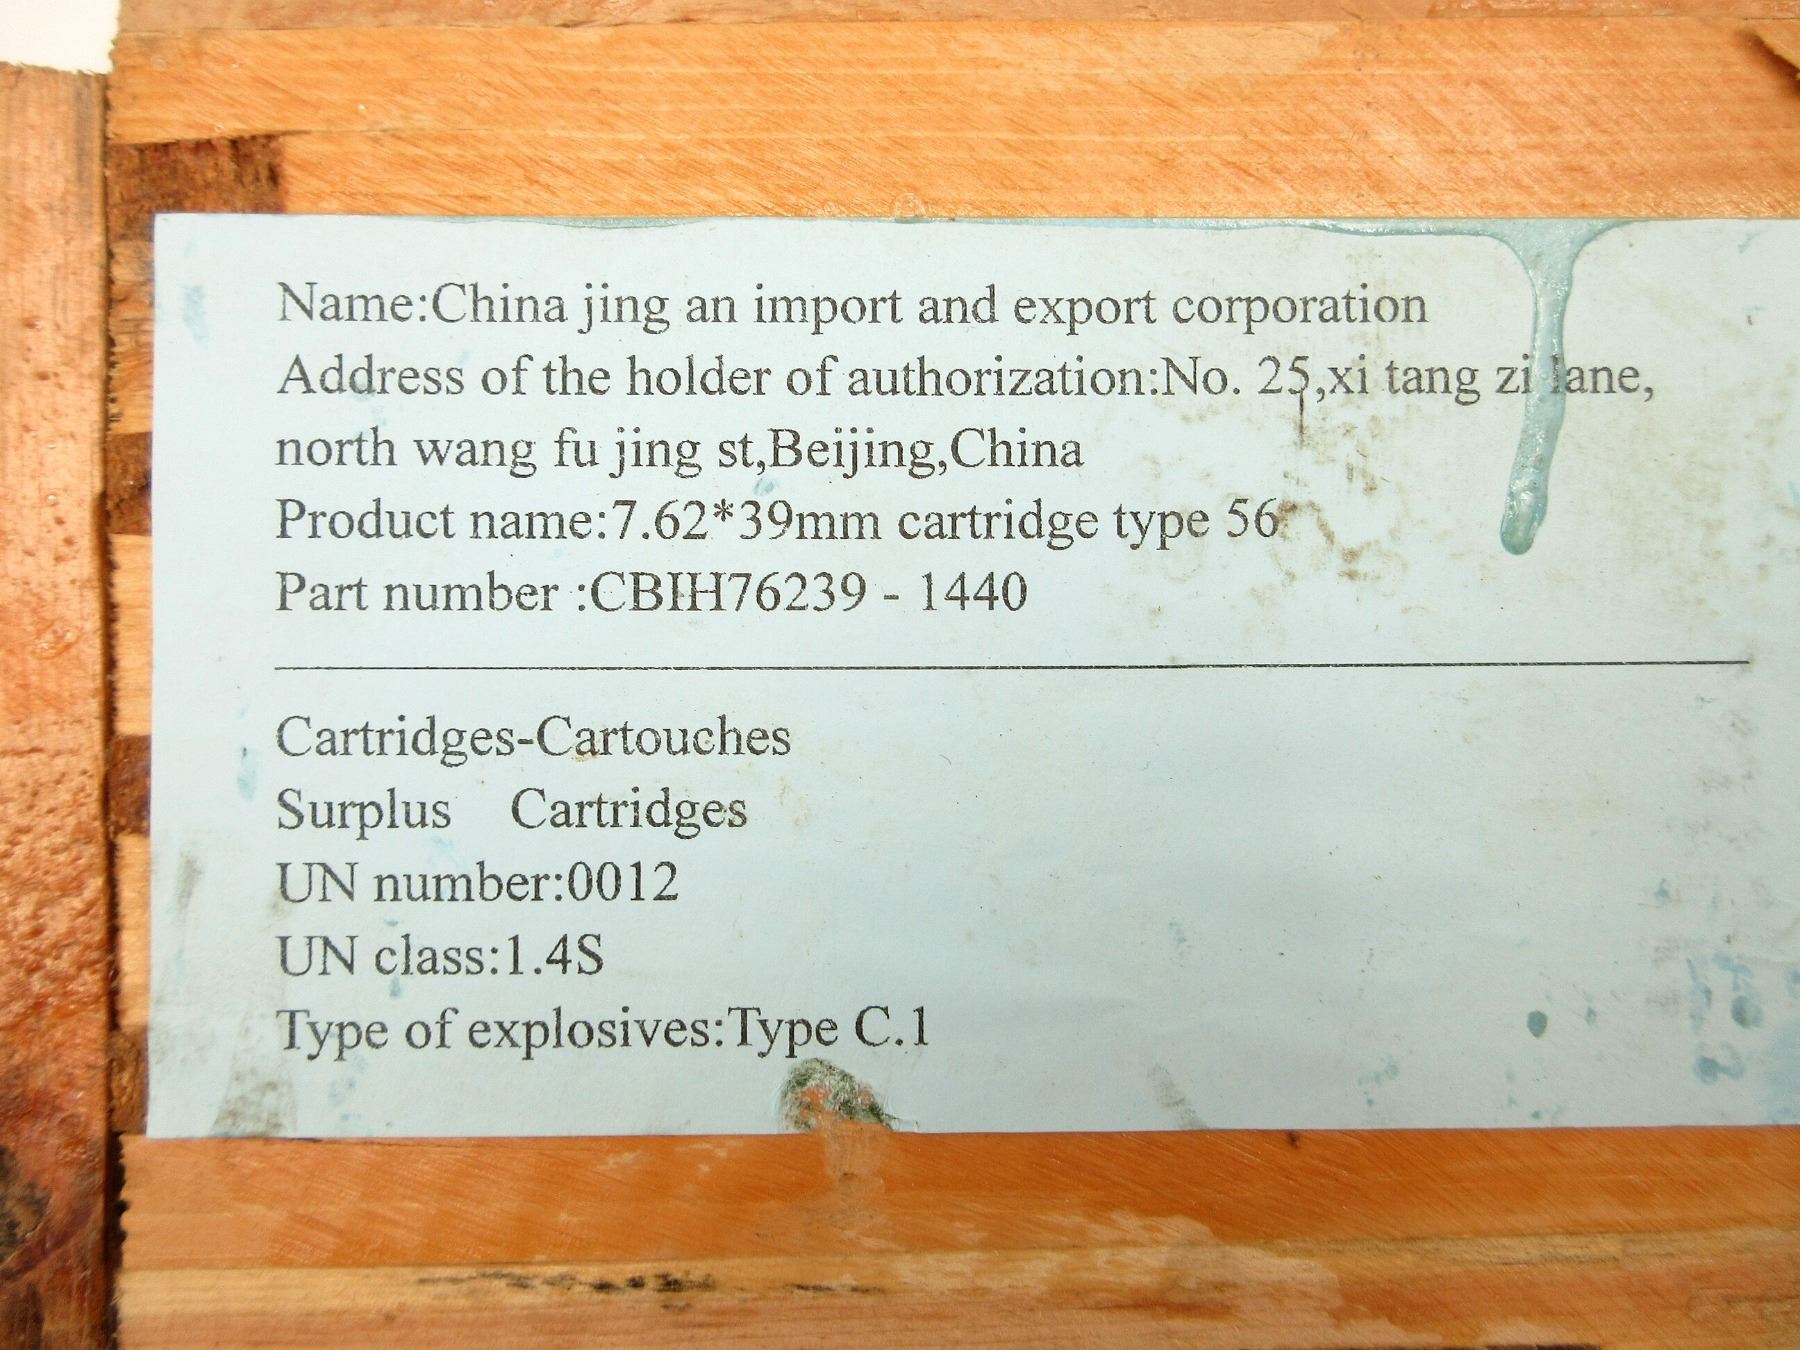 Name:China jing an import and export corporation
Address of the holder of authorization:No. 25,xi tang zi lane,
north wang fu jing st,Beijing,China
Product name:7.62*39mm cartridge type 56
Part number :CBIH76239 - 1440
Cartridges-Cartouches
Surplus Cartridges
UN number:0012
UN class:1.4S
Type of explosives:Type C.1